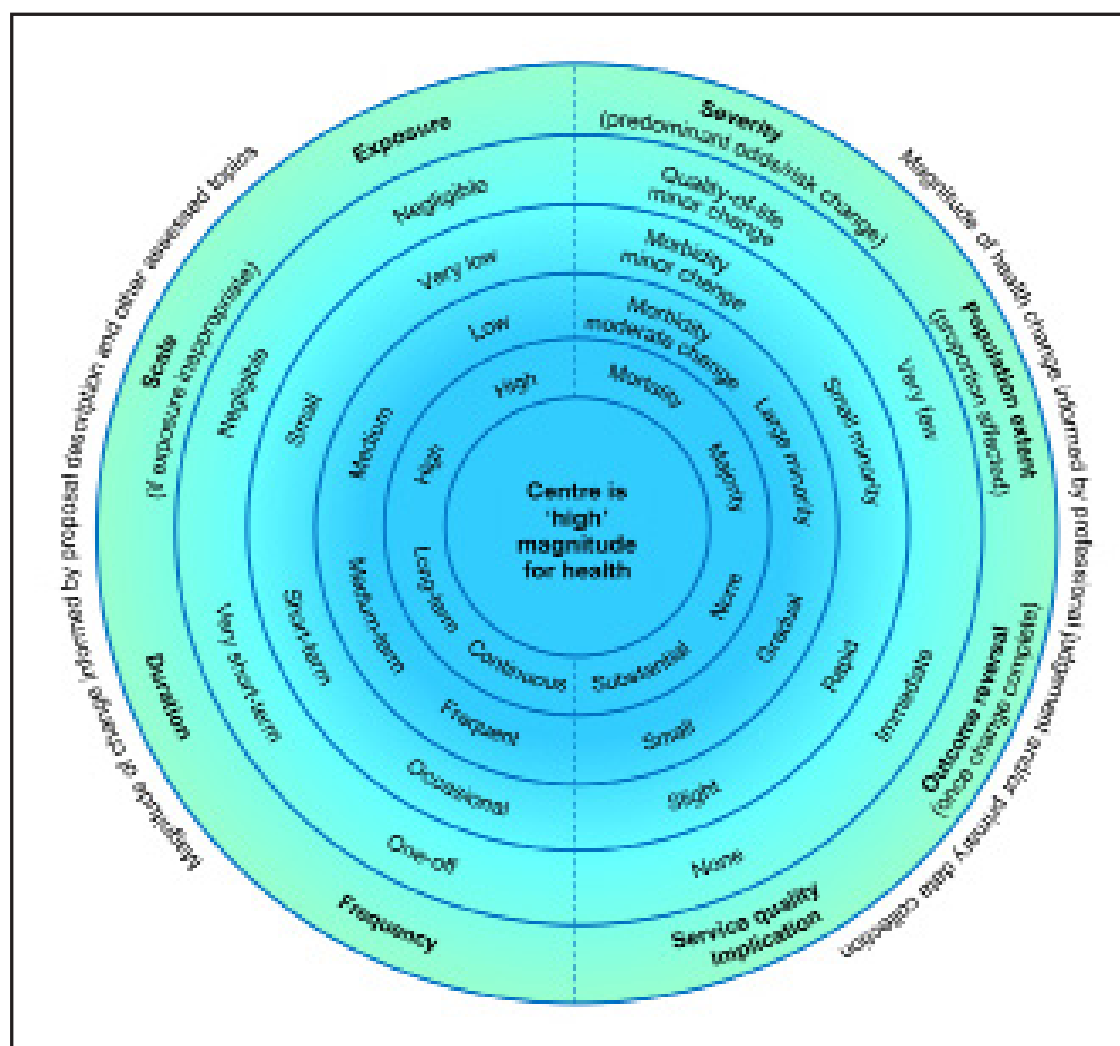 Magnitude of change informed by proposal description and other assessed topics
Magnitude of health change informed by professional judgement and/or primary data collection
Exposure
Negligible
Very low
Low
High
Severity
(predominant odds/risk change)
Quality-of-life
minor change
Morbidity
minor change
Morbidity
moderate change
Mortality
Scale
(if exposure inappropriate)
Negligible
Small
Medium
High
Population extent
(proportion affected)
Very few
Small minority
Large minority
Majority
Centre is
'high'
magnitude
for health
Duration
Very short-term
Short-term
Medium-term
Long-term
Outcome reversal
(once change complete)
Immediate
Rapid
Gradual
None
Frequency
One-off
Occasional
Frequent
Continuous
Service quality
implication
None
Slight
Small
Substantial